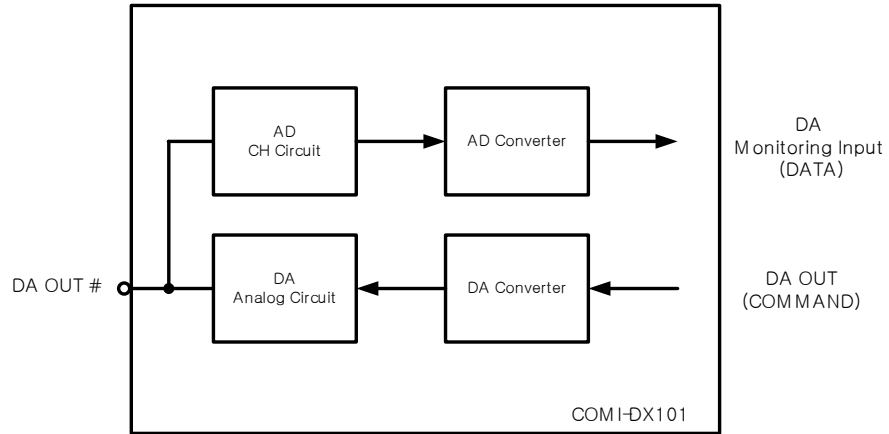 AD
CH Circuit
AD Converter
DA
Monitoring Input
(DATA)
DA OUT #
DA
Analog Circuit
DA Converter
DA OUT
(COMMAND)
COMI-DX101